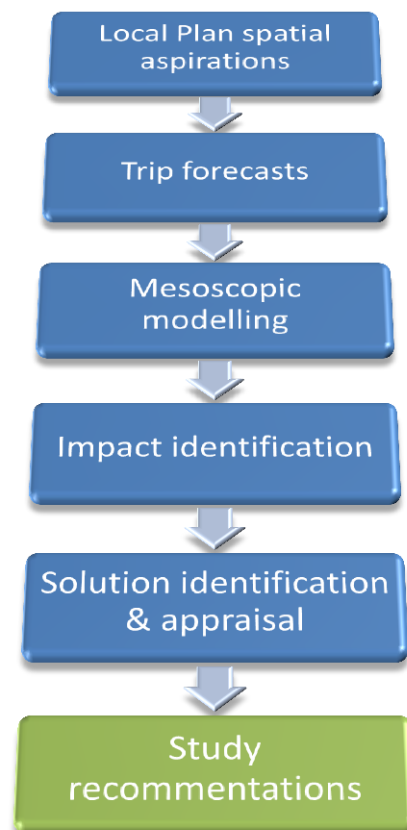 Local Plan spatial
aspirations
Trip forecasts
Mesoscopic
modelling
Impact identification
Solution identification
& appraisal
Study
recommentations